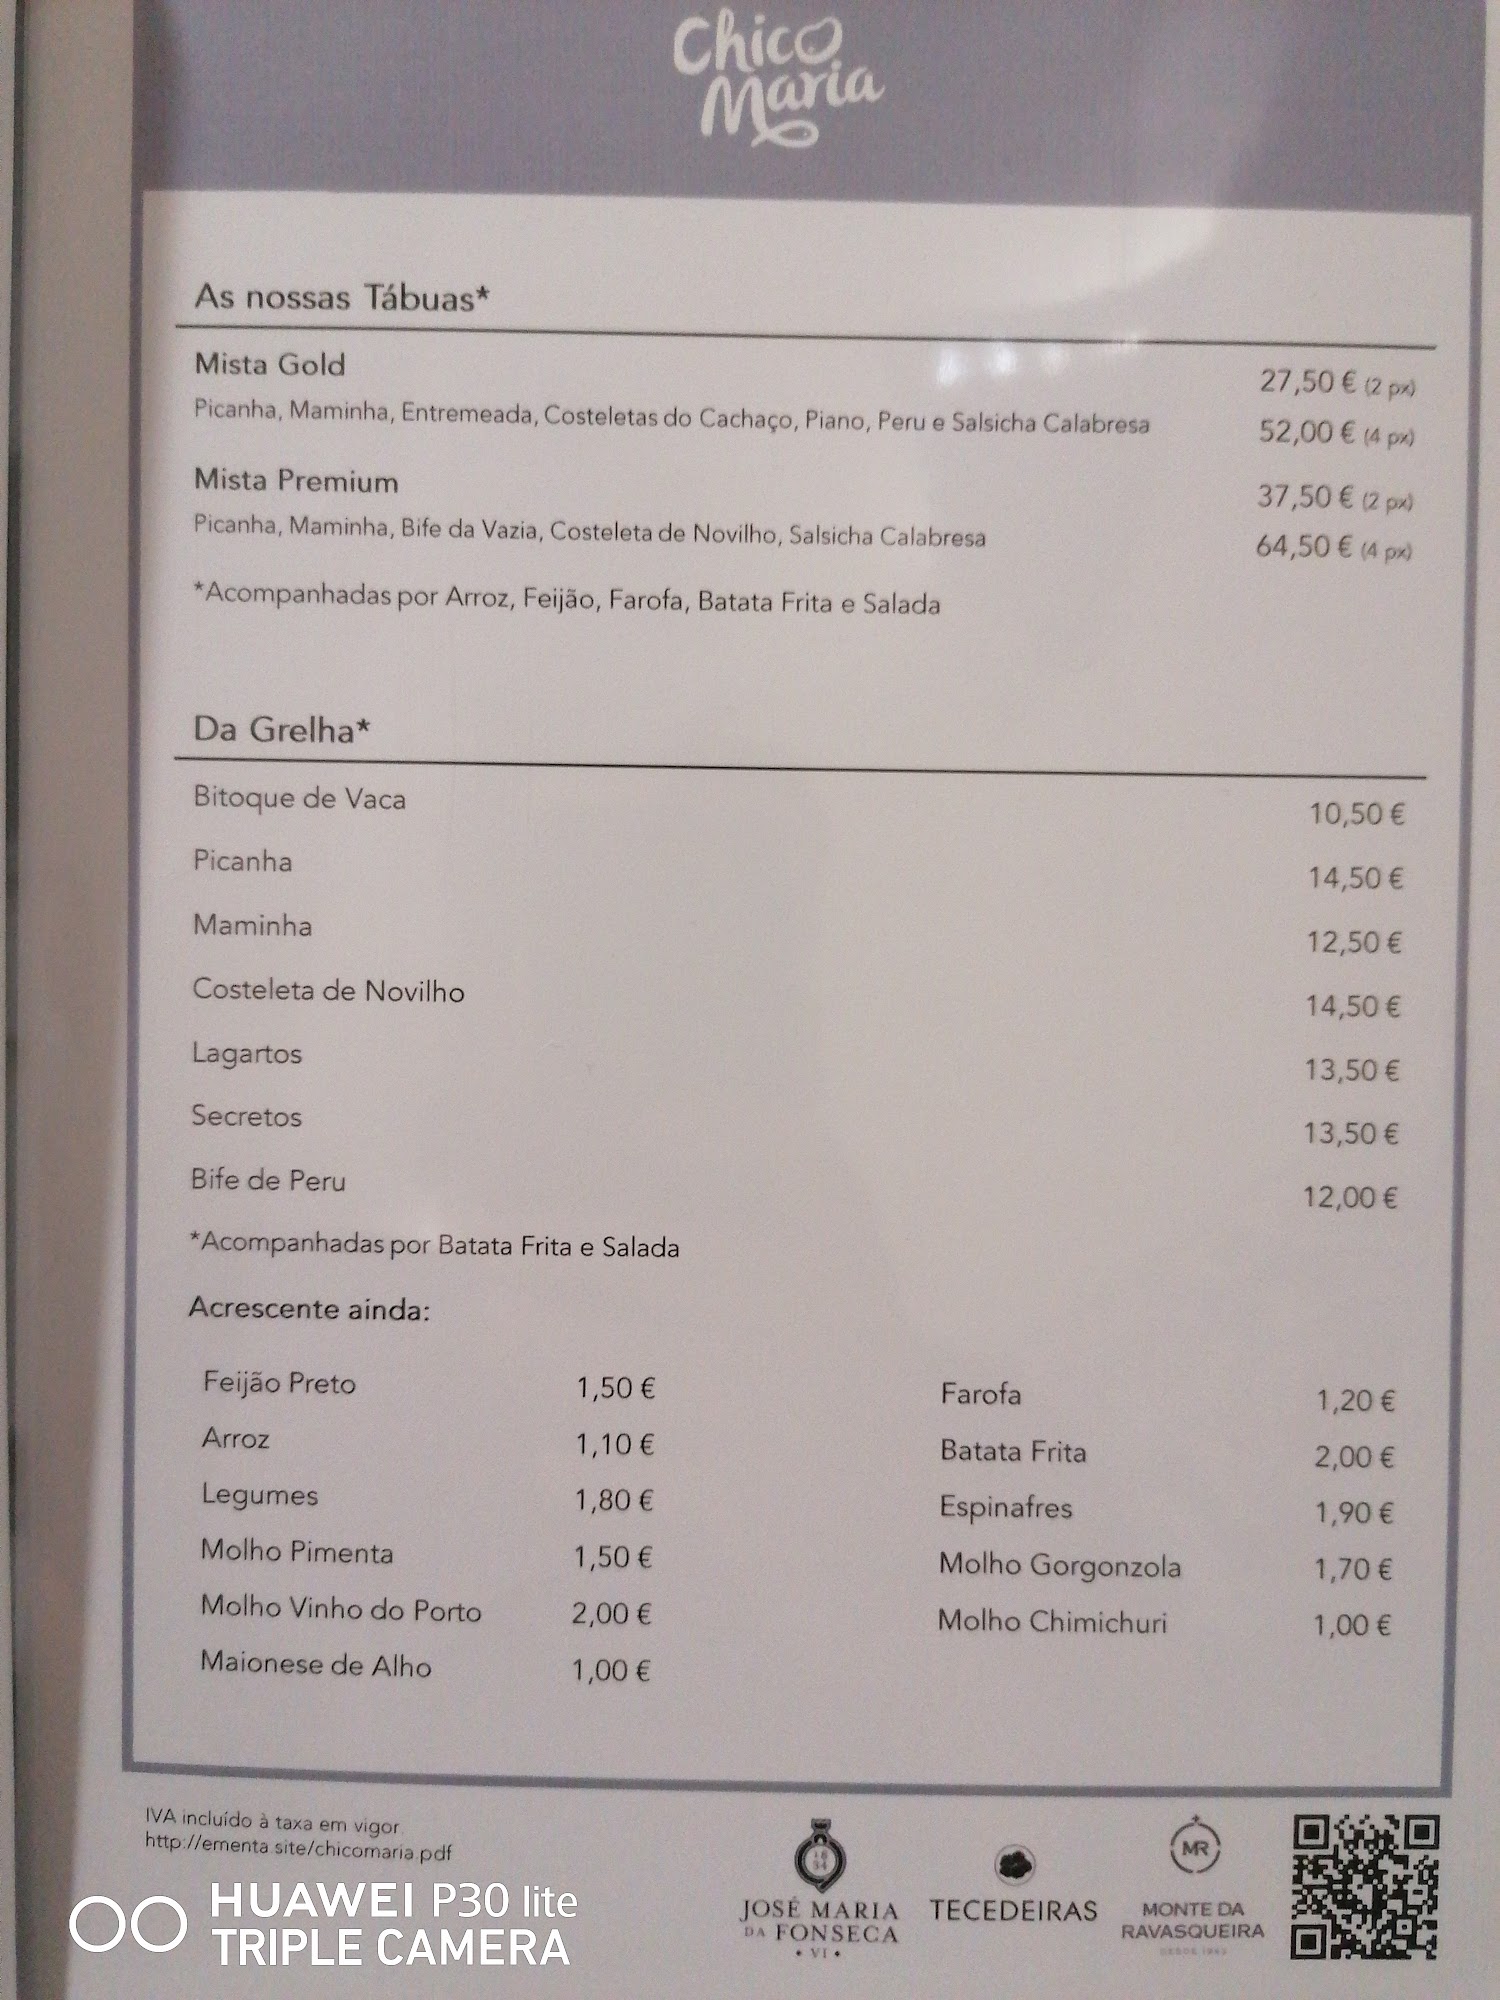 Chico
Maria
As nossas Tábuas*
Mista Gold
27,50 € (2 px)
Picanha, Maminha, Entremeada, Costeletas do Cachaço, Piano, Peru e Salsicha Calabresa
52,00 € (4 px)
Mista Premium
37,50 € (2 px)
Picanha, Maminha, Bife da Vazia, Costeleta de Novilho, Salsicha Calabresa
64,50 € (4 px)
*Acompanhadas por Arroz, Feijão, Farofa, Batata Frita e Salada
Da Grelha*
Bitoque de Vaca 10,50 €
Picanha 14,50 €
Maminha 12,50 €
Costeleta de Novilho 14,50 €
Lagartos 13,50 €
Secretos 13,50 €
Bife de Peru 12,00 €
*Acompanhadas por Batata Frita e Salada
Acrescente ainda:
Feijão Preto 1,50 € Farofa 1,20 €
Arroz 1,10 € Batata Frita 2,00 €
Legumes 1,80 € Espinafres 1,90 €
Molho Pimenta 1,50 € Molho Gorgonzola 1,70 €
Molho Vinho do Porto 2,00 € Molho Chimichuri 1,00 €
Maionese de Alho 1,00 €
IVA incluído à taxa em vigor.
http://ementa.site/chicomaria.pdf
HUAWEI P30 lite
TRIPLE CAMERA
18
34
JOSÉ MARIA
DA FONSECA
• VI •
TECEDEIRAS
MR
MONTE DA
RAVASQUEIRA